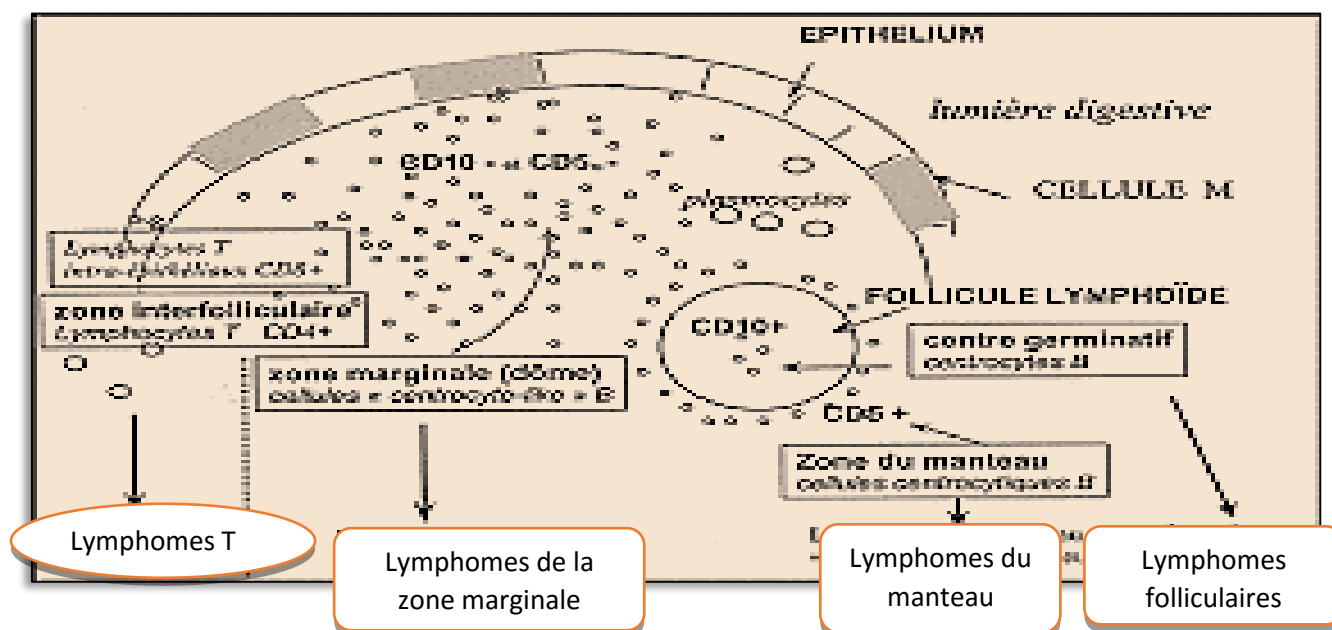 EPITHELIUM
lumière digestive
CD10 - et CD5 -
CELLULE M
plasmocytes
Lymphocytes T
intra-épithéliaux CD8+
zone interfolliculaire
Lymphocytes T CD4+
FOLLICULE LYMPHOÏDE
CD10+
centre germinatif
centrocytes B
zone marginale (dôme)
cellules « centrocyte-like » B
CD5 +
Zone du manteau
cellules centrocytiques B
Lymphomes T
Lymphomes de la
zone marginale
Lymphomes du
manteau
Lymphomes
folliculaires